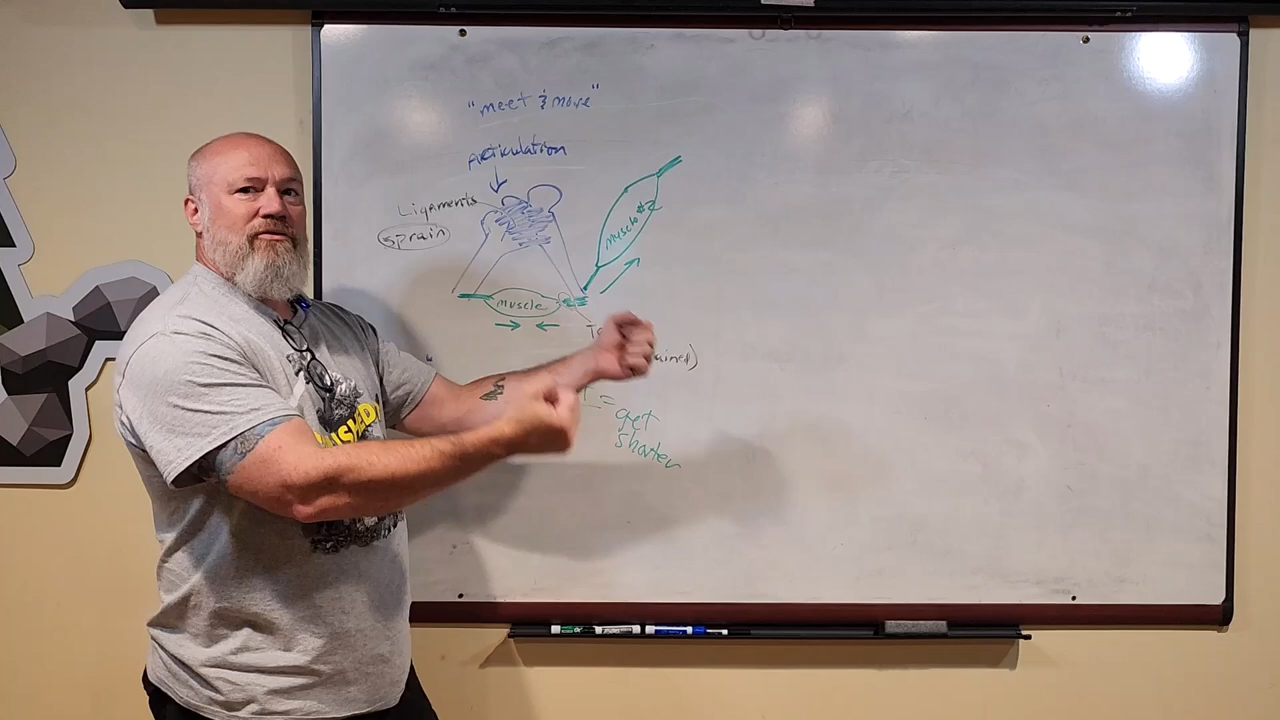 "meet & move"
articulation
Ligaments
sprain
muscle #2
muscle
=
get
shorter